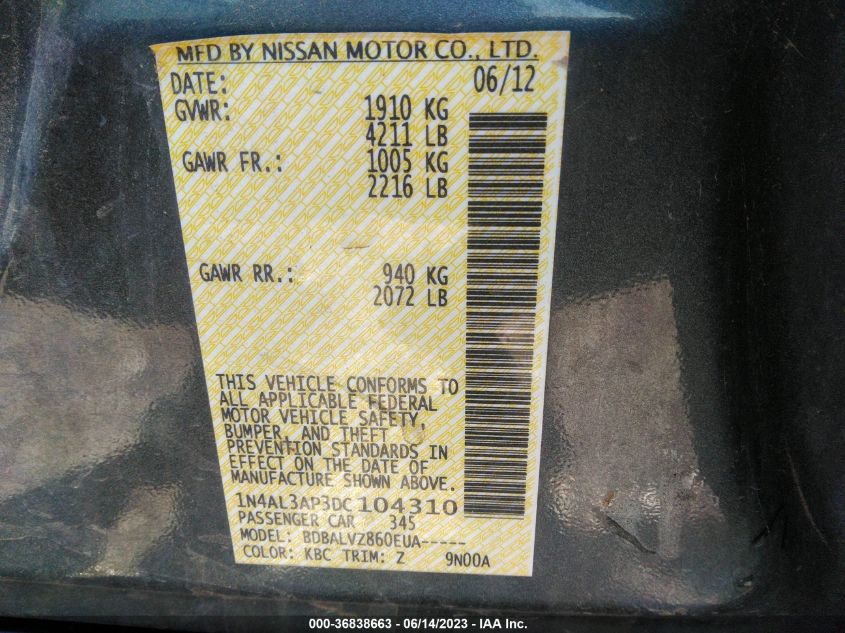 MFD BY NISSAN MOTOR CO., LTD.
DATE: 06/12
GVWR: 1910 KG
4211 LB
GAWR FR.: 1005 KG
2216 LB
GAWR RR.: 940 KG
2072 LB
THIS VEHICLE CONFORMS TO
ALL APPLICABLE FEDERAL
MOTOR VEHICLE SAFETY,
BUMPER, AND THEFT
PREVENTION STANDARDS IN
EFFECT ON THE DATE OF
MANUFACTURE SHOWN ABOVE.
1N4AL3AP3DC104310
PASSENGER CAR 345
MODEL: BDBALVZ860EUA-----
COLOR: KBC TRIM: Z 9N00A
000-36838663 - 06/14/2023 - IAA Inc.